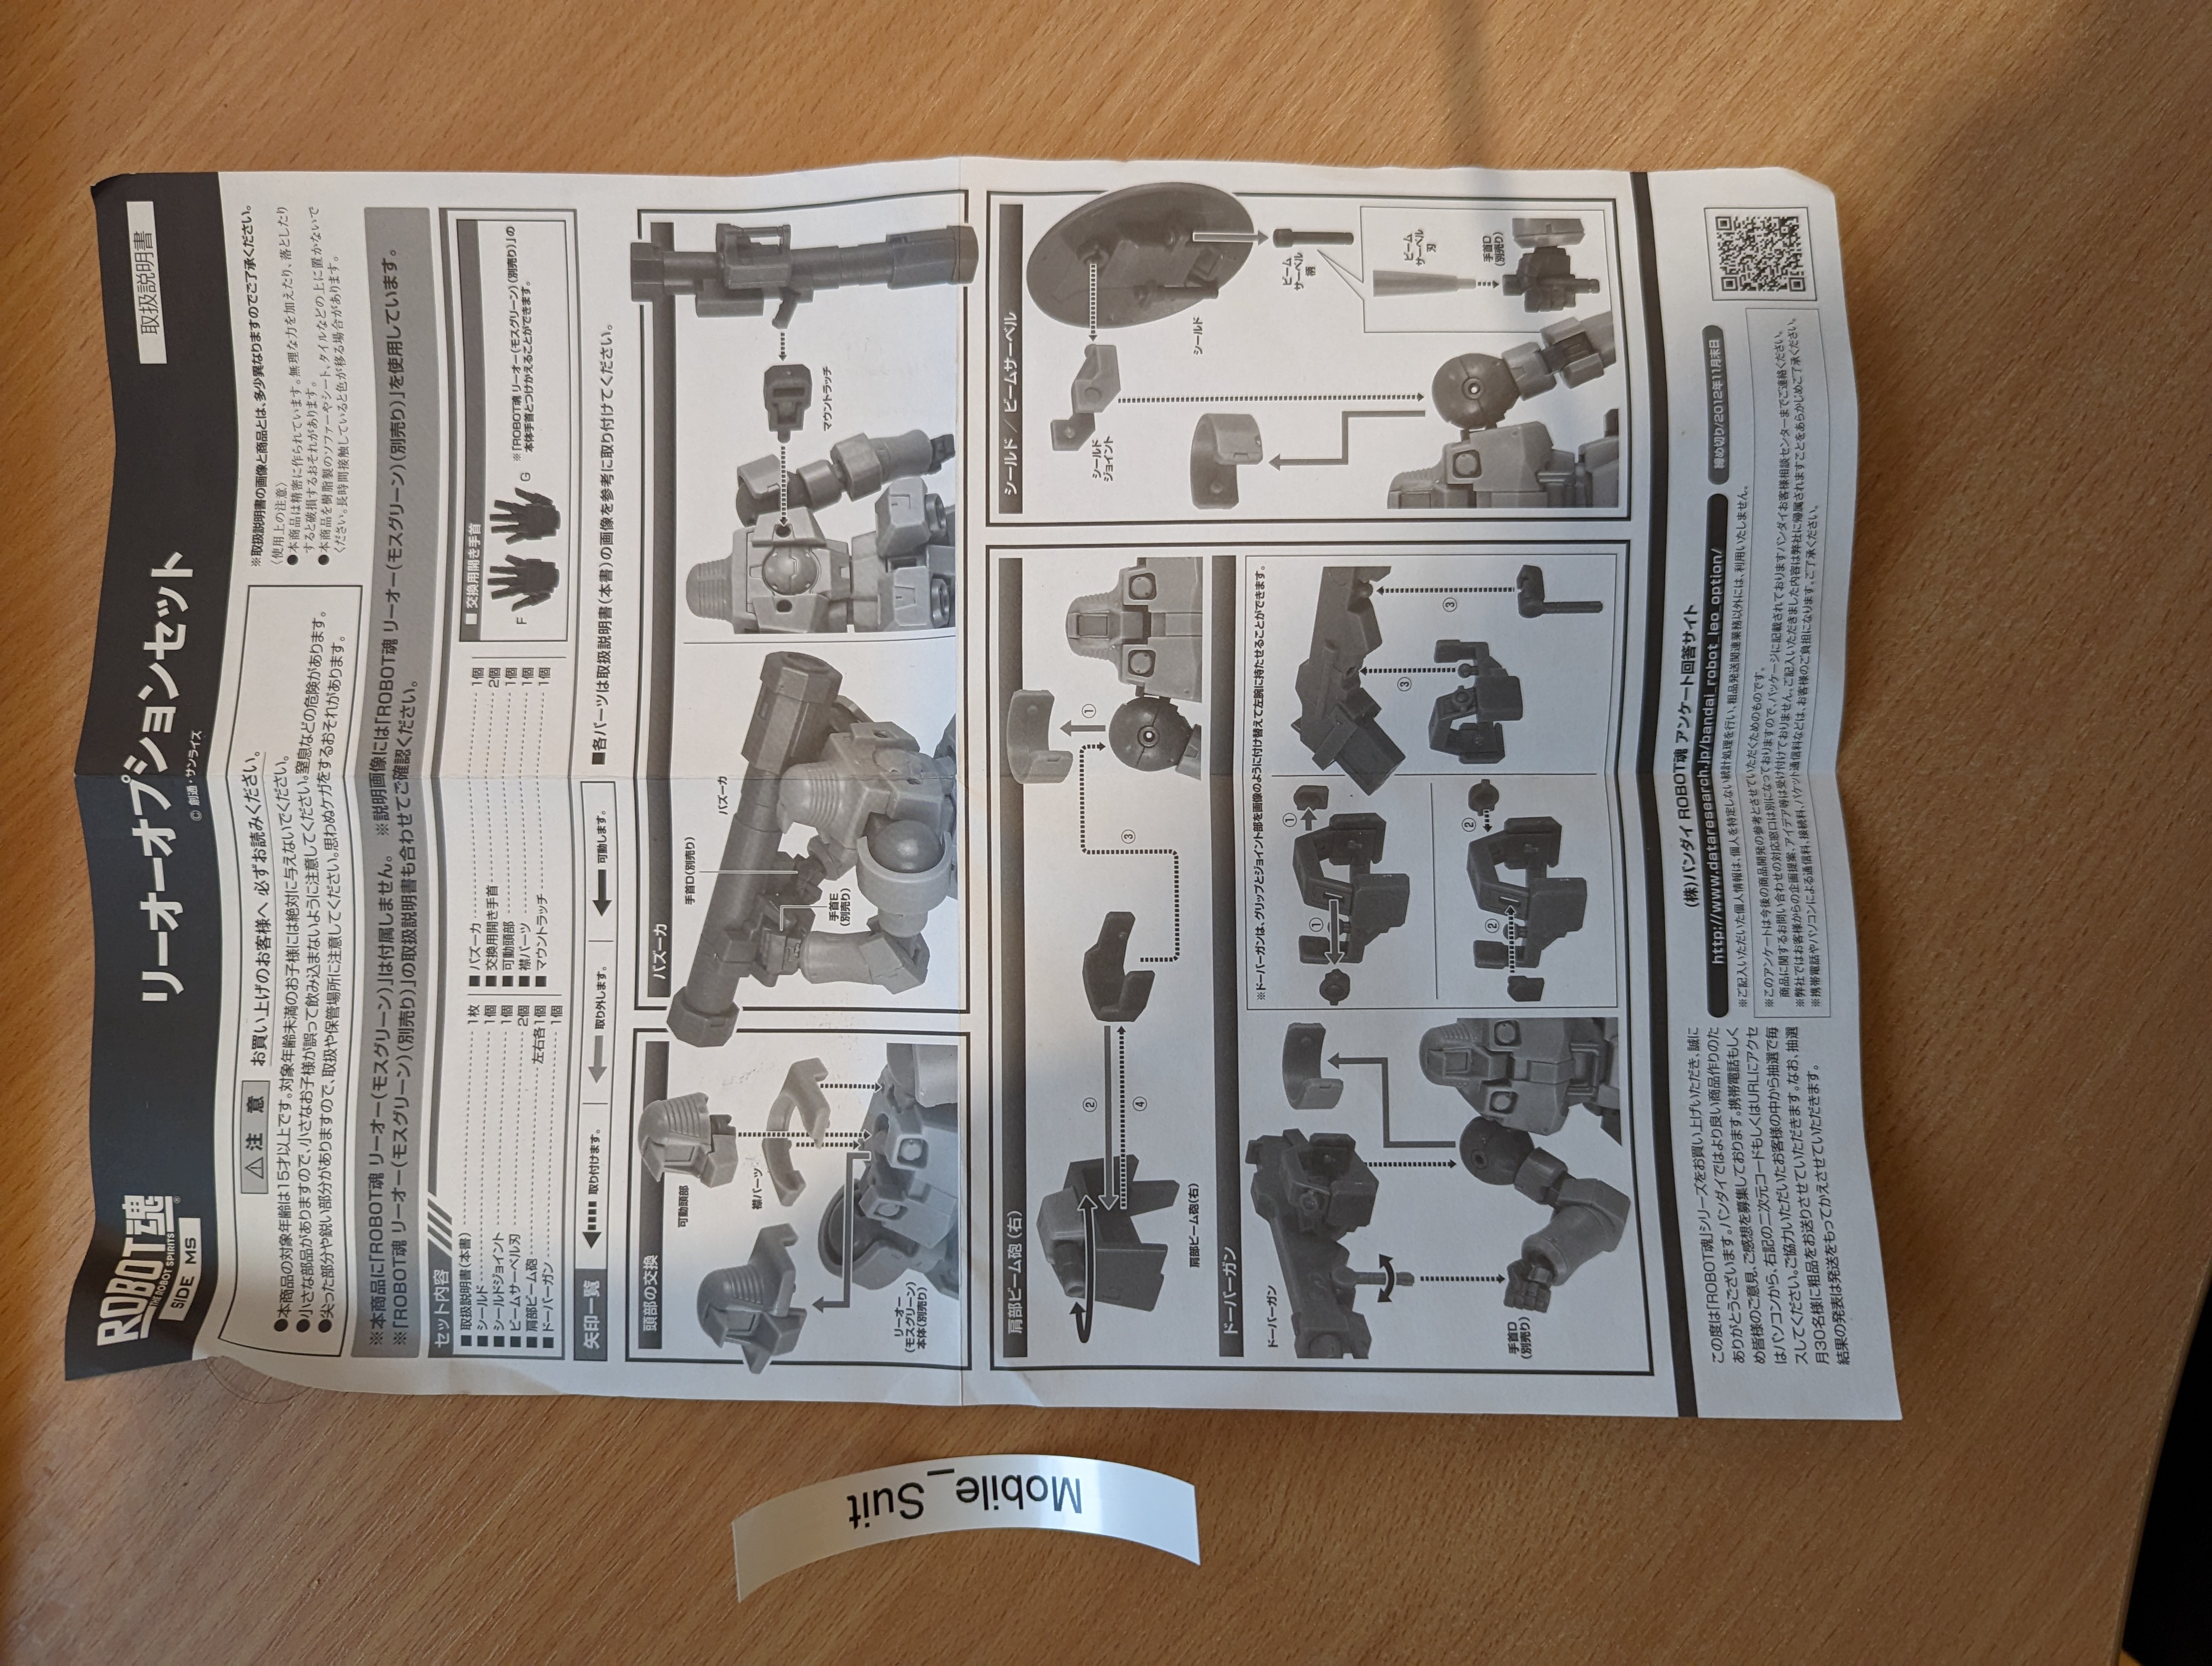 ROBOT魂
THE ROBOT SPIRITS
®
SIDE MS
リーオーオプションセット
© 創通・サンライズ
取扱説明書
⚠注 意 お買い上げのお客様へ 必ずお読みください。
●本商品の対象年齢は15才以上です。対象年齢未満のお子様には絶対に与えないでください。
●小さな部品がありますので、小さなお子様が誤って飲み込まないように注意してください。窒息などの危険があります。
●尖った部分や鋭い部分がありますので、取扱や保管場所に注意してください。思わぬケガをするおそれがあります。
※取扱説明書の画像と商品とは、多少異なりますのでご了承ください。
〈使用上の注意〉
●本商品は精密に作られています。無理な力を加えたり、落としたり
すると破損するおそれがあります。
●本商品を樹脂製のソファーやシート、タイルなどの上に置かないで
ください。長時間接触していると色が移る場合があります。
※本商品に「ROBOT魂 リーオー(モスグリーン)」は付属しません。 ※説明画像には「ROBOT魂 リーオー(モスグリーン)(別売り)」を使用しています。
※「ROBOT魂 リーオー(モスグリーン)(別売り)」の取扱説明書も合わせてご確認ください。
セット内容
■ 取扱説明書(本書) 1枚
■ シールド 1個
■ シールドジョイント 1個
■ ビームサーベル刃 2個
■ 肩部ビーム砲 左右各1個
■ ドーバーガン 1個
■ バズーカ 1個
■ 交換用開き手首 2個
■ 可動頭部 1個
■ 襟パーツ 1個
■ マウントラッチ 1個
■ 交換用開き手首
F
G
※「ROBOT魂 リーオー(モスグリーン)(別売り)」の
本体手首とつけかえることができます。
矢印一覧
取り付けます。
取り外します。
可動します。
■各パーツは取扱説明書(本書)の画像を参考に取り付けてください。
頭部の交換
可動頭部
襟パーツ
リーオー
(モスグリーン)
本体(別売り)
バズーカ
手首D(別売り)
バズーカ
手首E
(別売り)
マウントラッチ
肩部ビーム砲(右)
①
②
③
④
肩部ビーム砲(右)
シールド / ビームサーベル
シールド
ジョイント
シールド
ビーム
サーベル
柄
ビーム
サーベル
刃
手首D
(別売り)
ドーバーガン
ドーバーガン
手首D
(別売り)
※ドーバーガンは、グリップとジョイント部を画像のように付け替えて左腕に持たせることができます。
①
①
②
②
③
③
この度は「ROBOT魂」シリーズをお買い上げいただき、誠に
ありがとうございます。バンダイではより良い商品作りのた
め皆様のご意見、ご感想を募集しております。携帯電話もしく
はパソコンから、右記の二次元コードもしくはURLにアクセ
スしてください。ご協力いただいたお客様の中から抽選で毎
月30名様に粗品をお送りさせていただきます。なお、抽選
結果の発表は発送をもってかえさせていただきます。
(株)バンダイ ROBOT魂 アンケート回答サイト
http://www.dataresearch.jp/bandai_robot_leo_option/
締め切り/2012年11月末日
※ご記入いただいた個人情報は、個人を特定しない統計処理を行い、粗品発送関連業務以外には、利用いたしません。
※このアンケートは今後の商品開発の参考とさせていただくためのものです。
商品に関するお問い合わせの対応窓口は別になっておりますので、パッケージに記載されておりますバンダイお客様相談センターまでご連絡ください。
※弊社ではお客様からの企画提案、アイデア等は受け付けておりません。ご記入いただきました内容は弊社に帰属されますことをあらかじめご了承ください。
※携帯電話やパソコンによる通信料、接続料、パケット通信料などは、お客様のご負担になります。ご了承ください。
Mobile_Suit